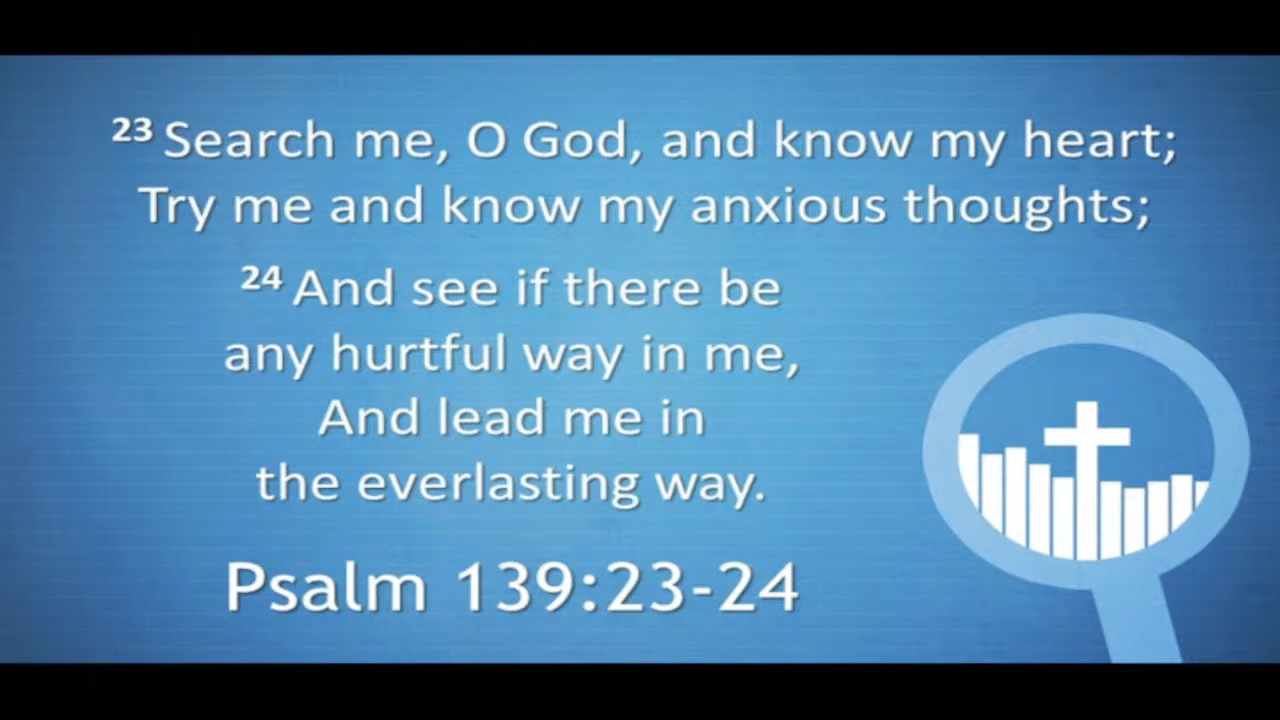 23 Search me, O God, and know my heart;
Try me and know my anxious thoughts;
24 And see if there be
any hurtful way in me,
And lead me in
the everlasting way.
Psalm 139:23-24